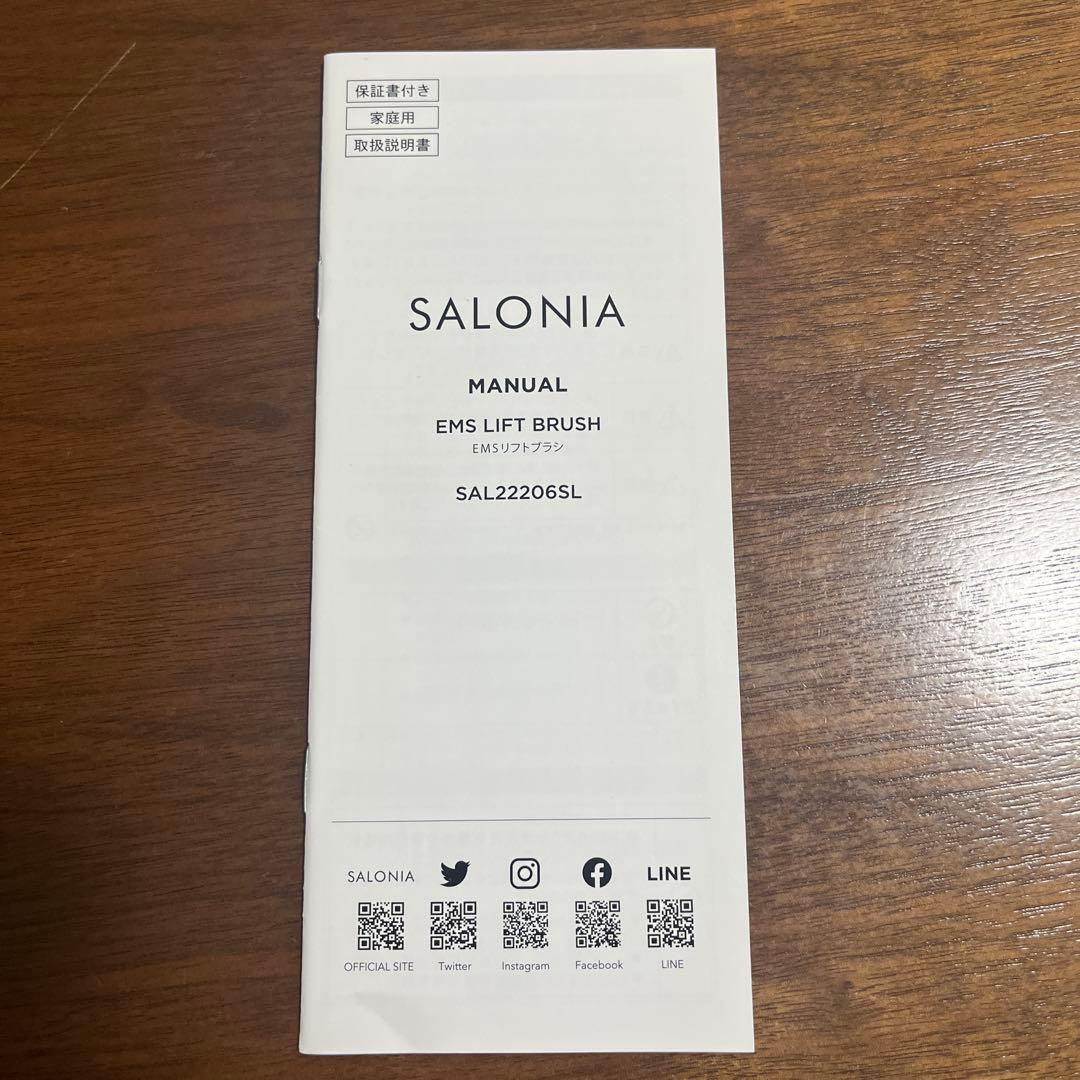 保証書付き
家庭用
取扱説明書
SALONIA
MANUAL
EMS LIFT BRUSH
EMSリフトブラシ
SAL22206SL
SALONIA
LINE
OFFICIAL SITE
Twitter
Instagram
Facebook
LINE